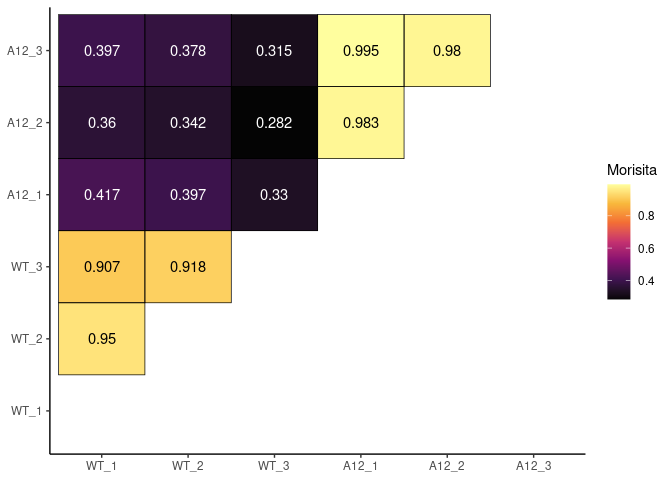 A12_3 0.397 0.378 0.315 0.995 0.98
A12_2 0.36 0.342 0.282 0.983
A12_1 0.417 0.397 0.33
WT_3 0.907 0.918
WT_2 0.95
WT_1
WT_1 WT_2 WT_3 A12_1 A12_2 A12_3
Morisita
0.8
0.6
0.4